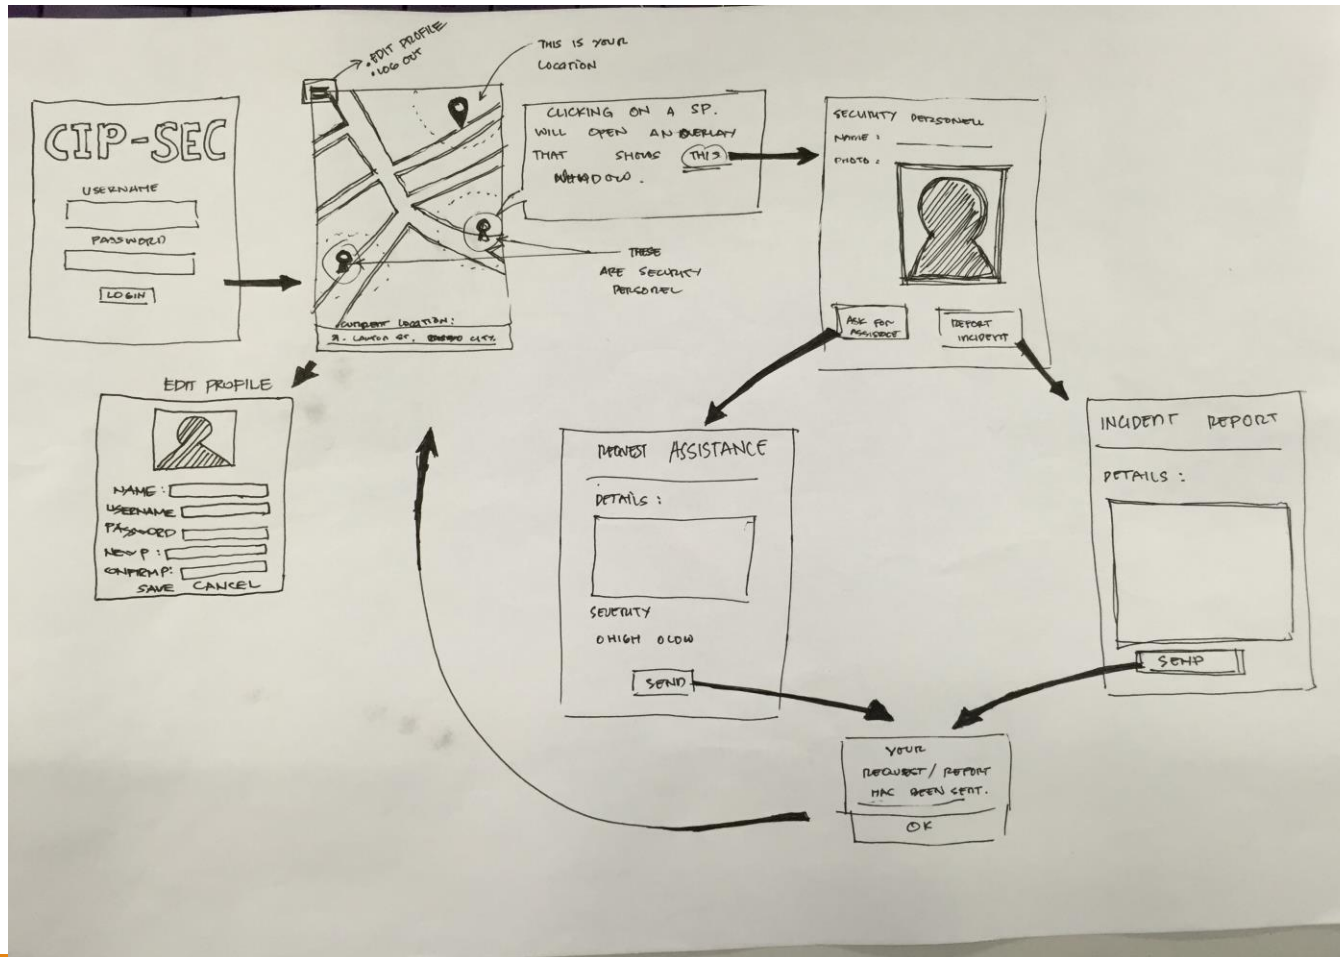 CIP-SEC
USERNAME
PASSWORD
LOGIN
• EDIT PROFILE
• LOG OUT
THIS IS YOUR
LOCATION
CURRENT LOCATION:
LAWTON ST, CITY
CLICKING ON A SP.
WILL OPEN AN OVERLAY
THAT SHOWS THIS
WINDOW.
THESE
ARE SECURITY
PERSONEL
SECURITY PERSONELL
NAME:
PHOTO:
ASK FOR
REPORT
INCIDENT
EDIT PROFILE
NAME:
USERNAME
PASSWORD
NEW P:
CONFIRM P:
SAVE CANCEL
REQUEST ASSISTANCE
DETAILS:
SEVERITY
O HIGH O LOW
SEND
INCIDENT REPORT
DETAILS:
SEND
YOUR
REQUEST/REPORT
HAS BEEN SENT.
OK